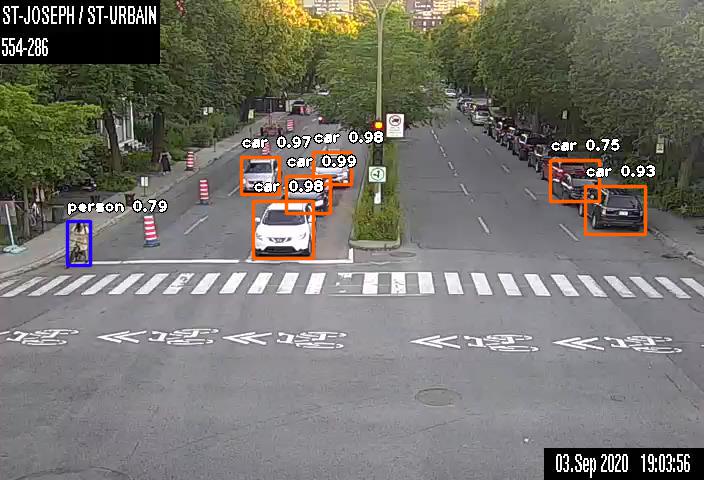 ST-JOSEPH / ST-URBAIN
554-286
car 0.97
car 0.98
car 0.99
car 0.98
car 0.75
car 0.93
person 0.79
03.Sep 2020 19:03:56